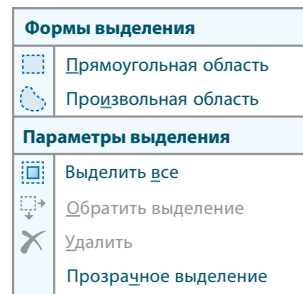 Формы выделения
Прямоугольная область
Произвольная область
Параметры выделения
Выделить все
Обратить выделение
Удалить
Прозрачное выделение